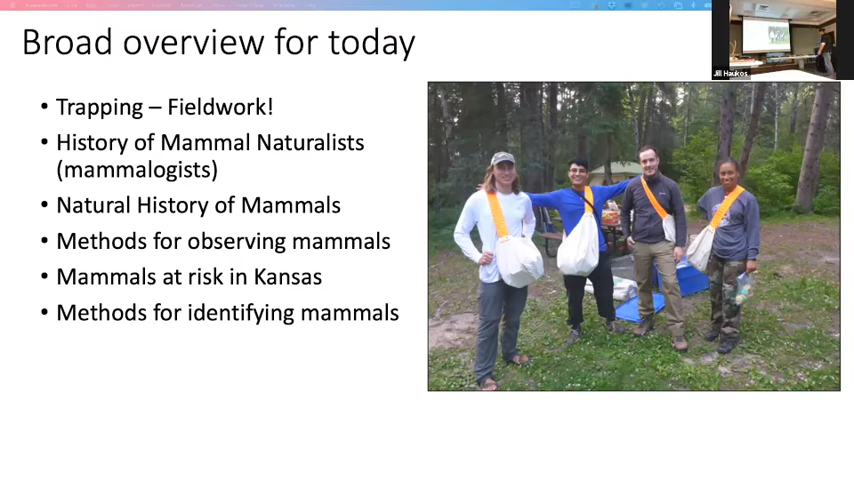 Broad overview for today
• Trapping – Fieldwork!
• History of Mammal Naturalists
(mammalogists)
• Natural History of Mammals
• Methods for observing mammals
• Mammals at risk in Kansas
• Methods for identifying mammals
Jill Haukos